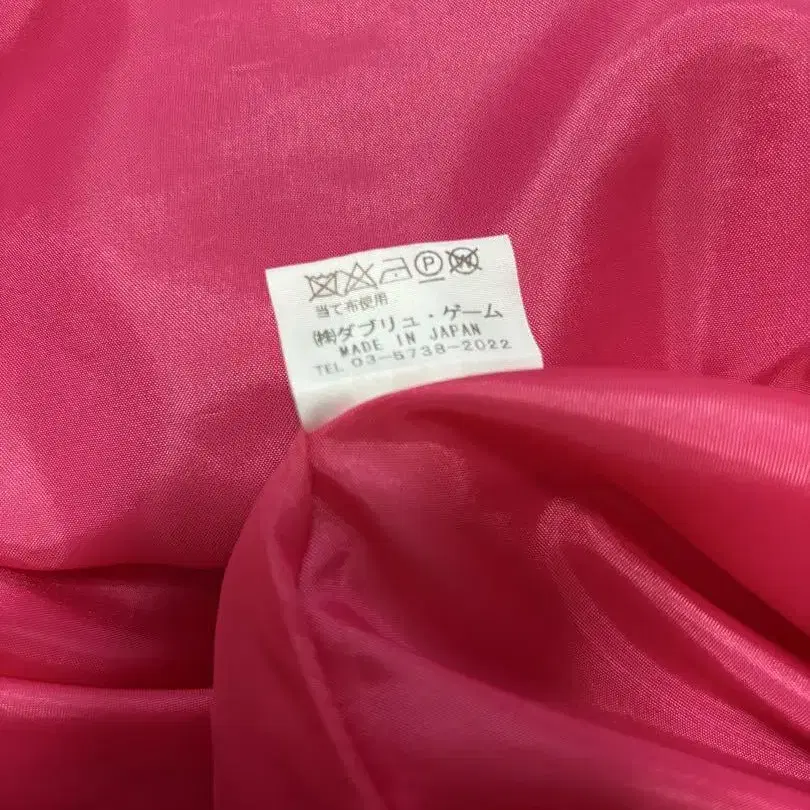 P W
当て布使用
㈱ダブリュ・ゲーム
MADE IN JAPAN
TEL 03-5738-2022